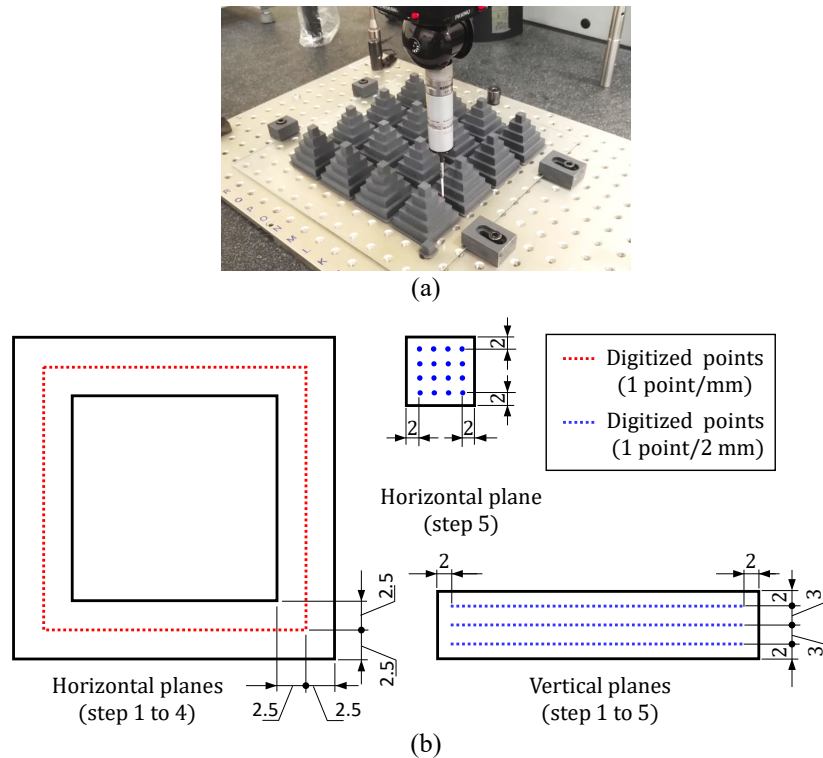 (a)
2
2
2
2
Digitized points
(1 point/mm)
Digitized points
(1 point/2 mm)
Horizontal plane
(step 5)
2.5
2.5
2.5
2.5
Horizontal planes
(step 1 to 4)
2
2
2
3
3
2
Vertical planes
(step 1 to 5)
(b)